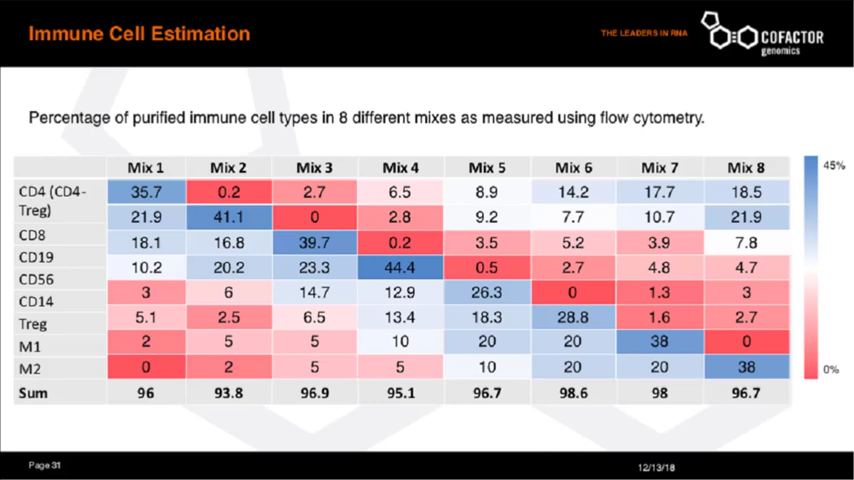 Immune Cell Estimation
THE LEADERS IN RNA
COFACTOR
genomics
Percentage of purified immune cell types in 8 different mixes as measured using flow cytometry.
Mix 1 Mix 2 Mix 3 Mix 4 Mix 5 Mix 6 Mix 7 Mix 8
CD4 (CD4-
Treg)
CD8
CD19
CD56
CD14
Treg
M1
M2
35.7 0.2 2.7 6.5 8.9 14.2 17.7 18.5
21.9 41.1 0 2.8 9.2 7.7 10.7 21.9
18.1 16.8 39.7 0.2 3.5 5.2 3.9 7.8
10.2 20.2 23.3 44.4 0.5 2.7 4.8 4.7
3 6 14.7 12.9 26.3 0 1.3 3
5.1 2.5 6.5 13.4 18.3 28.8 1.6 2.7
2 5 5 10 20 20 38 0
0 2 5 5 10 20 20 38
Sum 96 93.8 96.9 95.1 96.7 98.6 98 96.7
45%
0%
Page 31
12/13/18